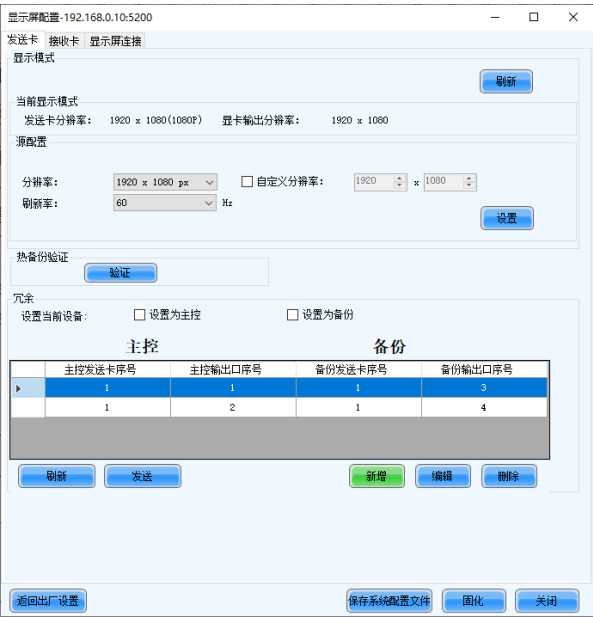 显示屏配置-192.168.0.10:5200
发送卡 接收卡 显示屏连接
显示模式
刷新
当前显示模式
发送卡分辨率： 1920 x 1080(1080P) 显卡输出分辨率： 1920 x 1080
源配置
分辨率： 1920 x 1080 px 自定义分辨率： 1920 x 1080
刷新率： 60 Hz
设置
热备份验证
验证
冗余
设置当前设备: 设置为主控 设置为备份
主控 备份
主控发送卡序号 主控输出口序号 备份发送卡序号 备份输出口序号
1 1 1 3
1 2 1 4
刷新 发送 新增 编辑 删除
返回出厂设置 保存系统配置文件 固化 关闭